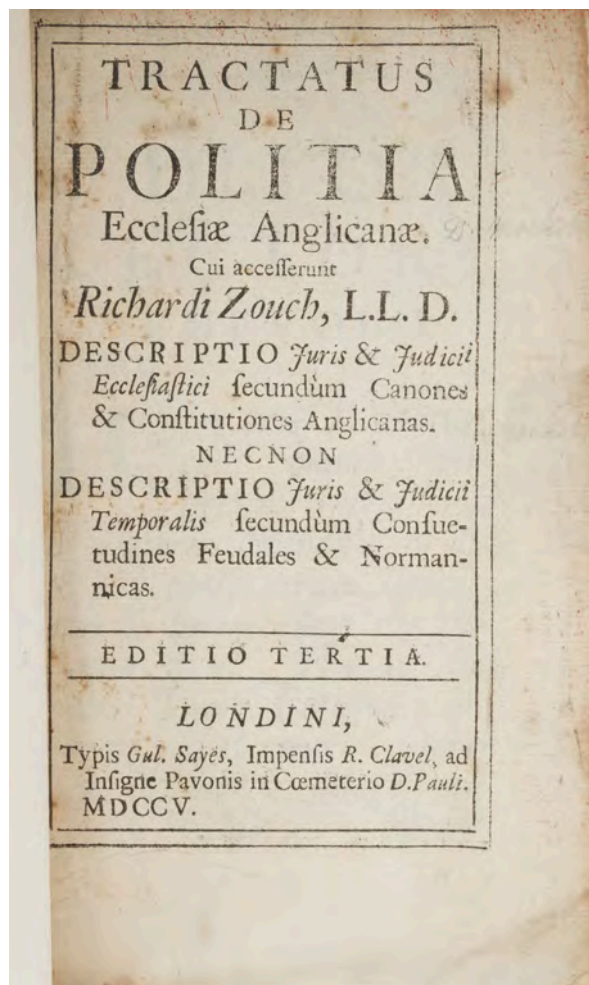 TRACTATUS
DE
POLITIA
Eccleſiæ Anglicanæ.
Cui acceſſerunt
Richardi Zouch, L.L. D.
DESCRIPTIO Juris & Judicii
Eccleſiaſtici ſecundùm Canones
& Conſtitutiones Anglicanas.
NECNON
DESCRIPTIO Juris & Judicii
Temporalis ſecundùm Conſue-
tudines Feudales & Norman-
nicas.
EDITIO TERTIA.
LONDINI,
Typis Gul. Sayes, Impenſis R. Clavel, ad
Inſigne Pavonis in Cœmeterio D. Pauli.
MDCCV.